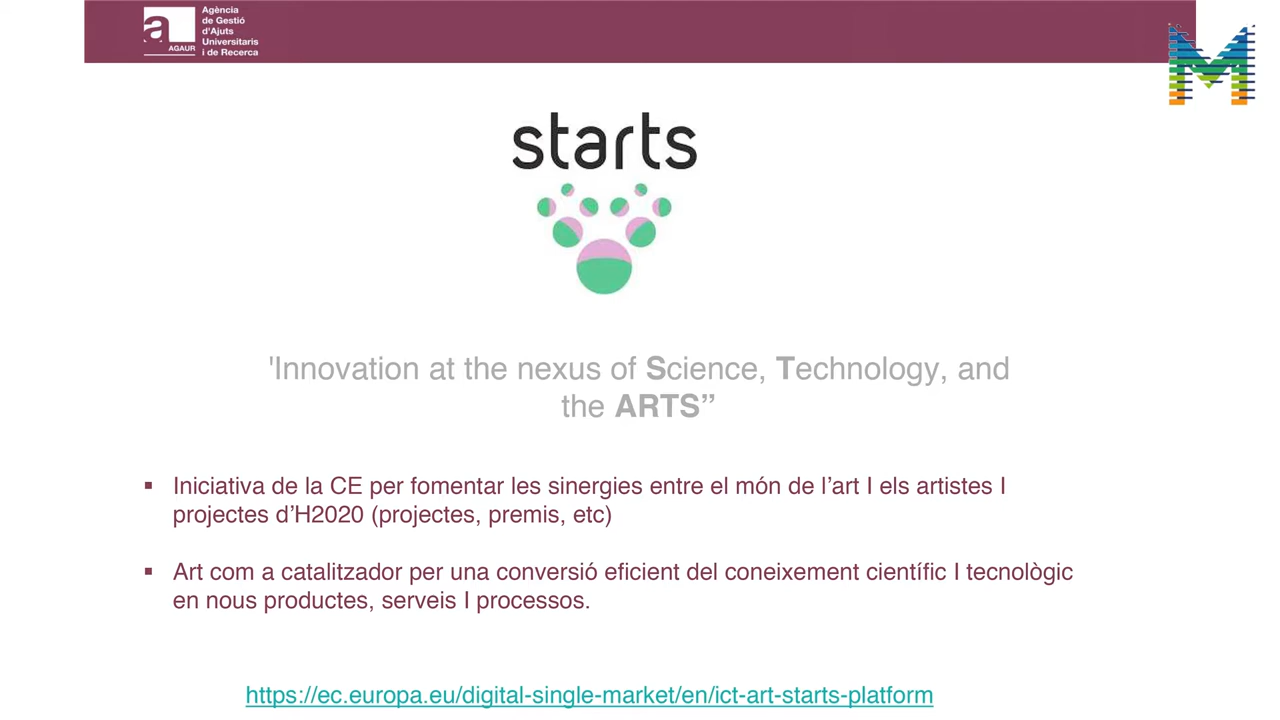 Agència
de Gestió
d'Ajuts
Universitaris
i de Recerca
a
AGAUR
M
starts
'Innovation at the nexus of Science, Technology, and
the ARTS”
▪ Iniciativa de la CE per fomentar les sinergies entre el món de l’art I els artistes I
projectes d’H2020 (projectes, premis, etc)
▪ Art com a catalitzador per una conversió eficient del coneixement científic I tecnològic
en nous productes, serveis I processos.
https://ec.europa.eu/digital-single-market/en/ict-art-starts-platform